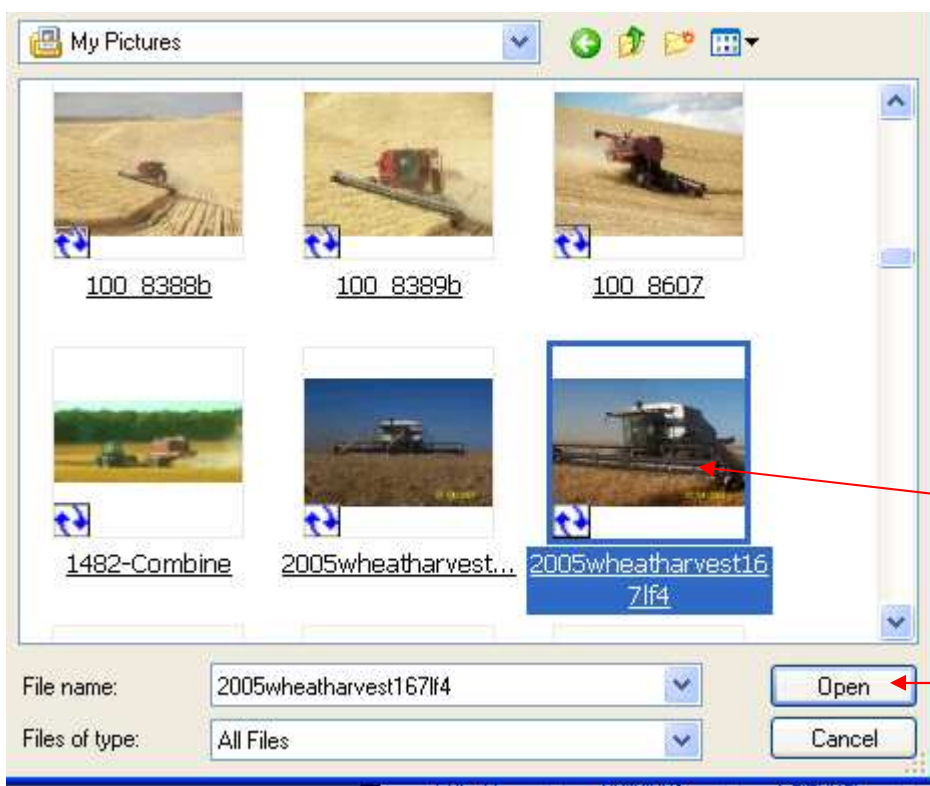 My Pictures
100_8388b
100_8389b
100_8607
1482-Combine
2005wheatharvest...
2005wheatharvest16
7lf4
File name:
2005wheatharvest167lf4
Open
Files of type:
All Files
Cancel